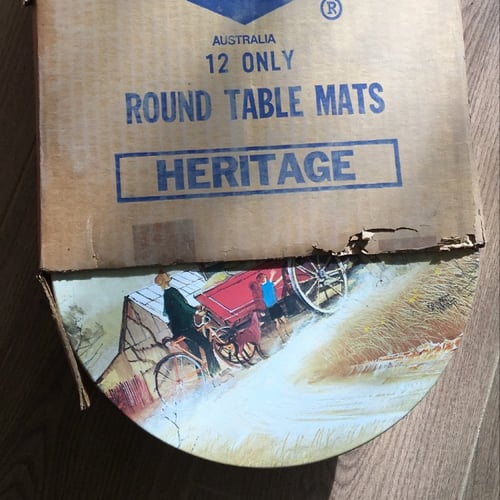 ®
AUSTRALIA
12 ONLY
ROUND TABLE MATS
HERITAGE